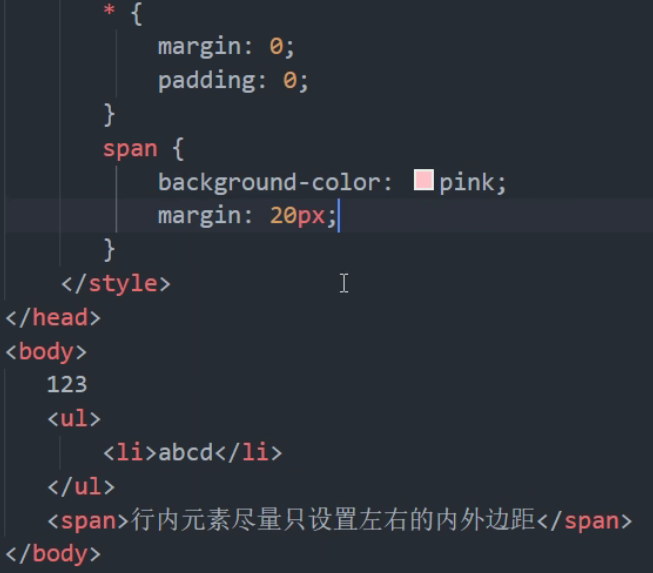 * {
margin: 0;
padding: 0;
}
span {
background-color: pink;
margin: 20px;
}
</style>
</head>
<body>
123
<ul>
<li>abcd</li>
</ul>
<span>行内元素尽量只设置左右的内外边距</span>
</body>